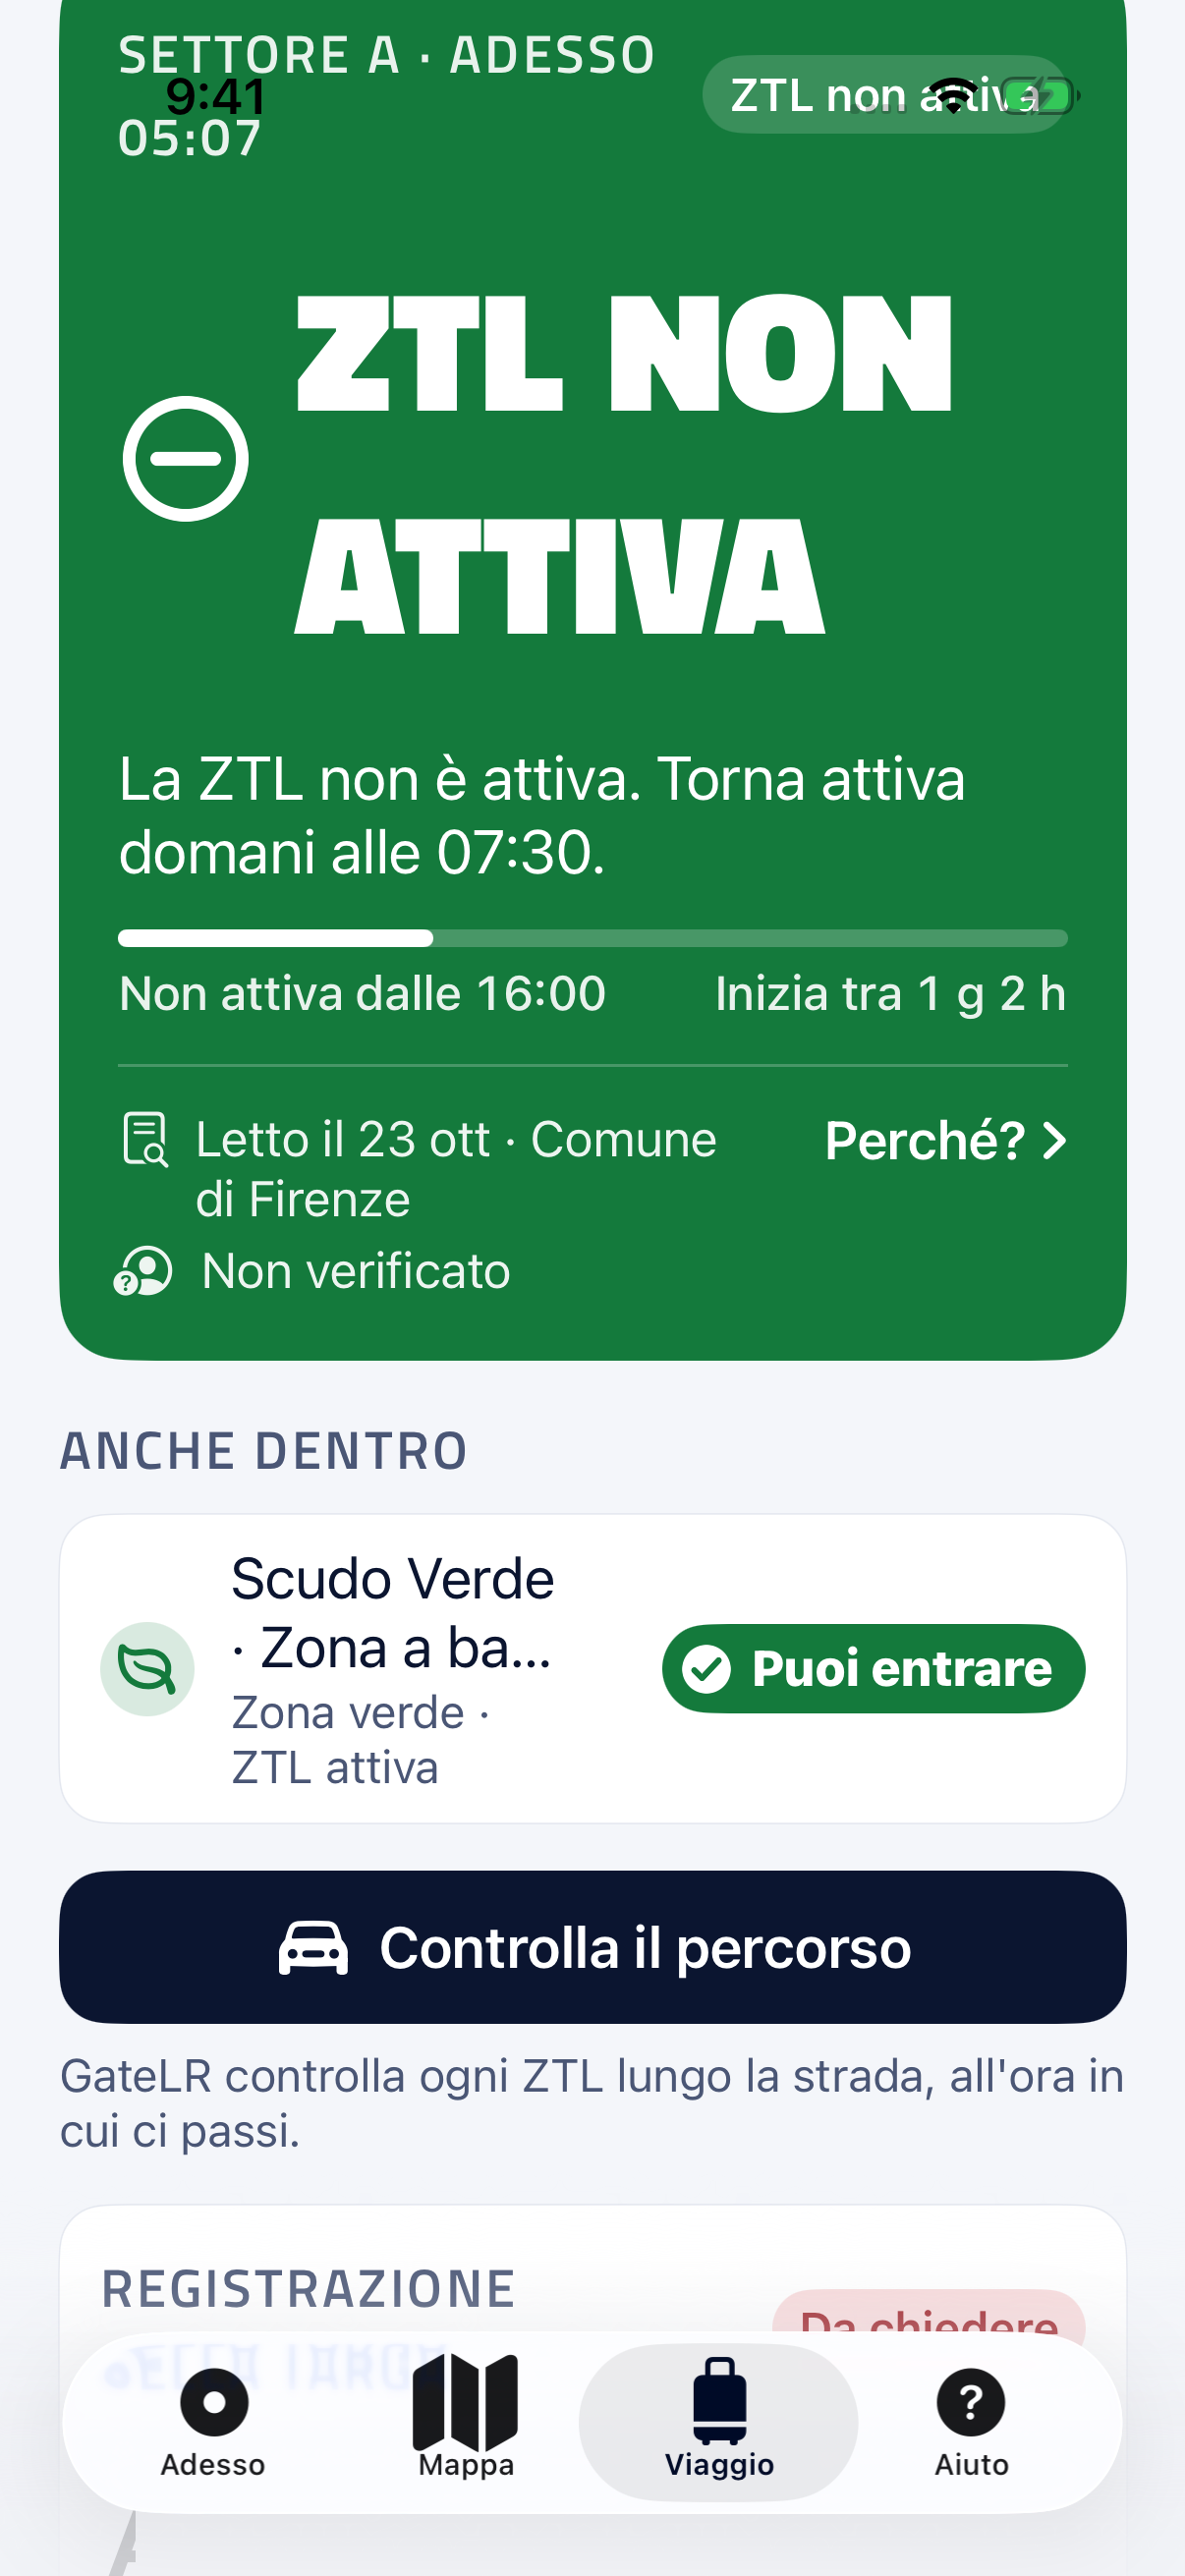 SETTORE A · ADESSO
9:41
05:07
ZTL non attiva
ZTL NON
ATTIVA
La ZTL non è attiva. Torna attiva
domani alle 07:30.
Non attiva dalle 16:00
Inizia tra 1 g 2 h
Letto il 23 ott · Comune
di Firenze
Perché?
Non verificato
ANCHE DENTRO
Scudo Verde
· Zona a ba...
Zona verde ·
ZTL attiva
Puoi entrare
Controlla il percorso
GateLR controlla ogni ZTL lungo la strada, all'ora in
cui ci passi.
REGISTRAZIONE
Da chiedere
Adesso
Mappa
Viaggio
Aiuto